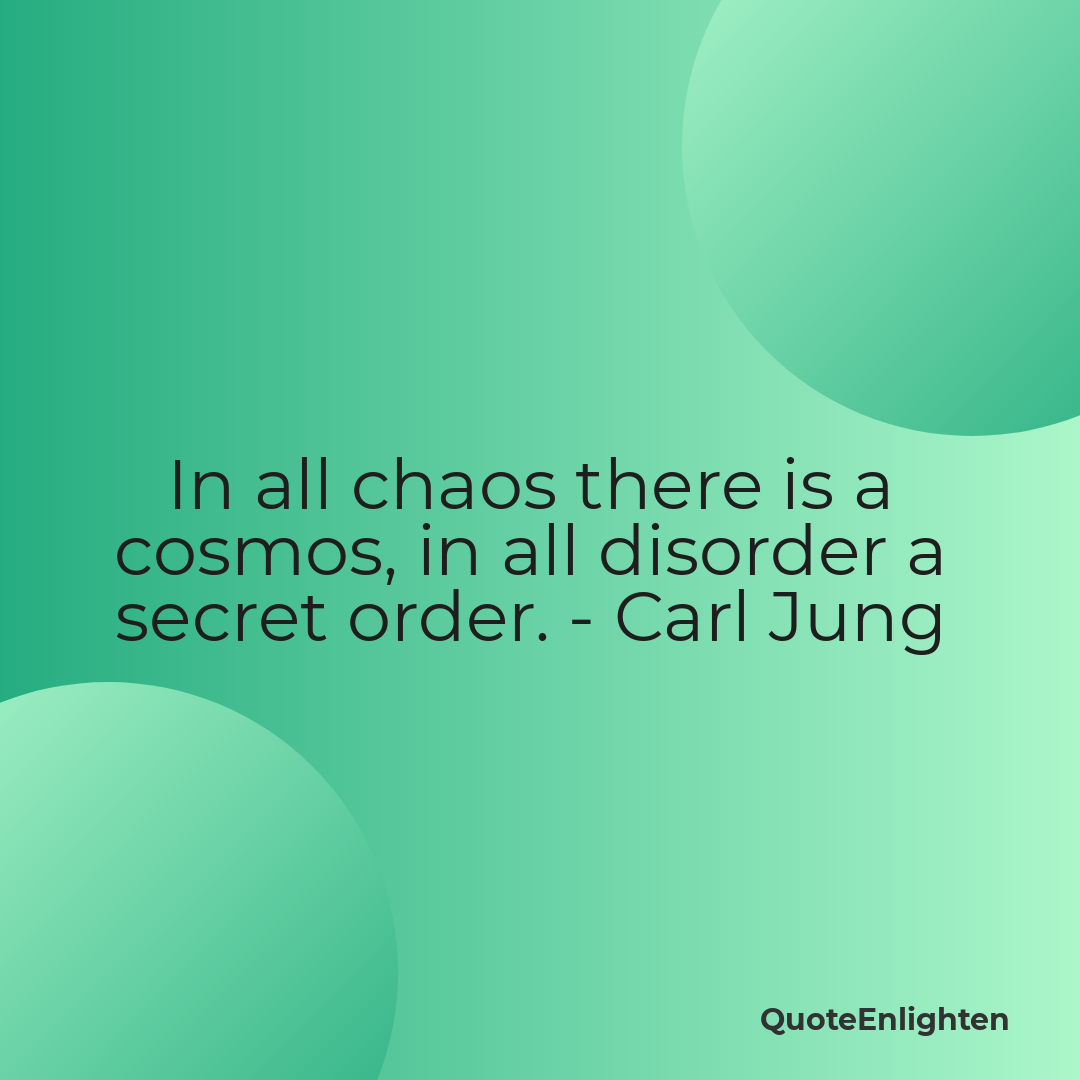 In all chaos there is a
cosmos, in all disorder a
secret order. - Carl Jung
QuoteEnlighten